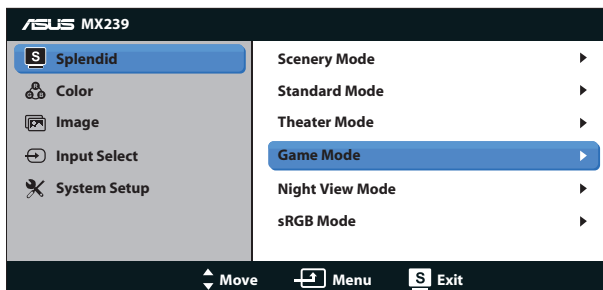 ASUS MX239
S Splendid
Color
Image
Input Select
System Setup
Scenery Mode
Standard Mode
Theater Mode
Game Mode
Night View Mode
sRGB Mode
Move Menu S Exit